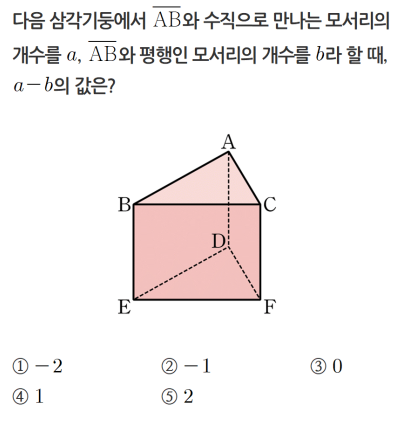 다음 삼각기둥에서 AB와 수직으로 만나는 모서리의
개수를 a, AB와 평행인 모서리의 개수를 b라 할 때,
a－b의 값은?
A
B
C
D
E
F
① －2 ② －1 ③ 0
④ 1 ⑤ 2